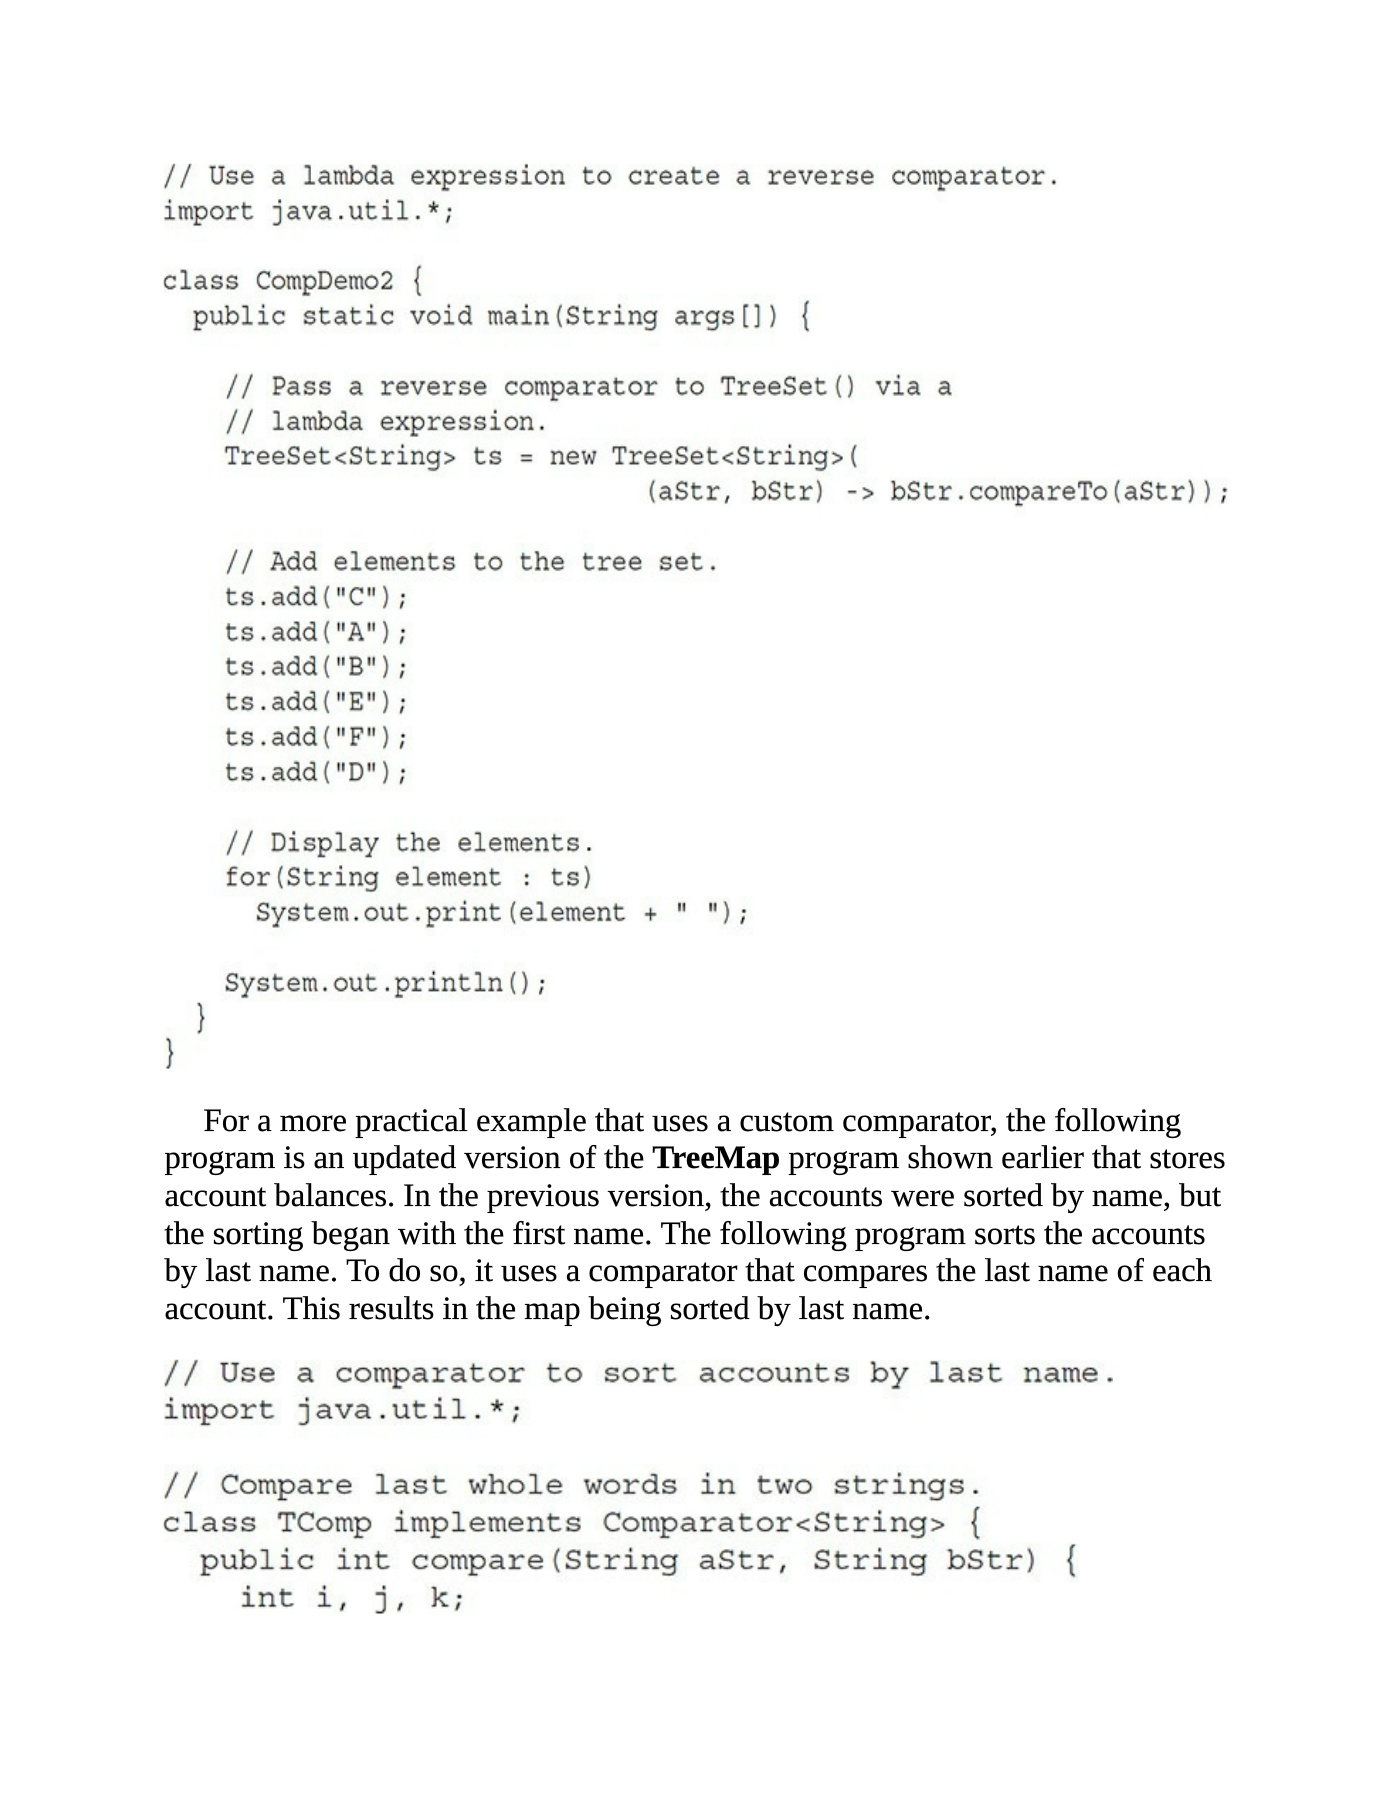 // Use a lambda expression to create a reverse comparator.
import java.util.*;

class CompDemo2 {
  public static void main(String args[]) {

    // Pass a reverse comparator to TreeSet() via a
    // lambda expression.
    TreeSet<String> ts = new TreeSet<String>(
                               (aStr, bStr) -> bStr.compareTo(aStr));

    // Add elements to the tree set.
    ts.add("C");
    ts.add("A");
    ts.add("B");
    ts.add("E");
    ts.add("F");
    ts.add("D");

    // Display the elements.
    for(String element : ts)
      System.out.print(element + " ");

    System.out.println();
  }
}

For a more practical example that uses a custom comparator, the following
program is an updated version of the TreeMap program shown earlier that stores
account balances. In the previous version, the accounts were sorted by name, but
the sorting began with the first name. The following program sorts the accounts
by last name. To do so, it uses a comparator that compares the last name of each
account. This results in the map being sorted by last name.

// Use a comparator to sort accounts by last name.
import java.util.*;

// Compare last whole words in two strings.
class TComp implements Comparator<String> {
  public int compare(String aStr, String bStr) {
    int i, j, k;